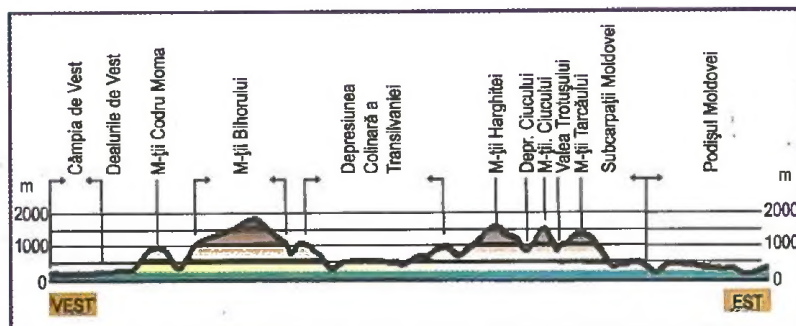 Câmpia de Vest
Dealurile de Vest
M-ții Codru Moma
M-ții Bihorului
Depresiunea
Colinară a
Transilvaniei
M-ții Harghitei
Depr. Ciucului
M-ții. Ciucului
Valea Trotușului
M-ții Tarcăului
Subcarpații Moldovei
Podișul Moldovei
m
2000
1000
0
m
2000
1000
0
VEST
EST